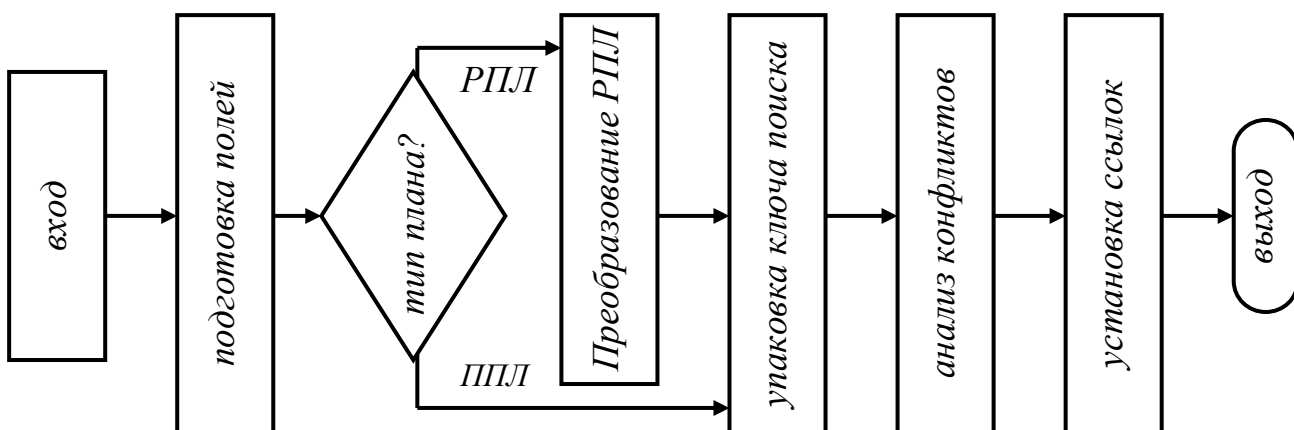 вход
подготовка полей
тип плана?
РПЛ
ППЛ
Преобразование РПЛ
упаковка ключа поиска
анализ конфликтов
установка ссылок
выход